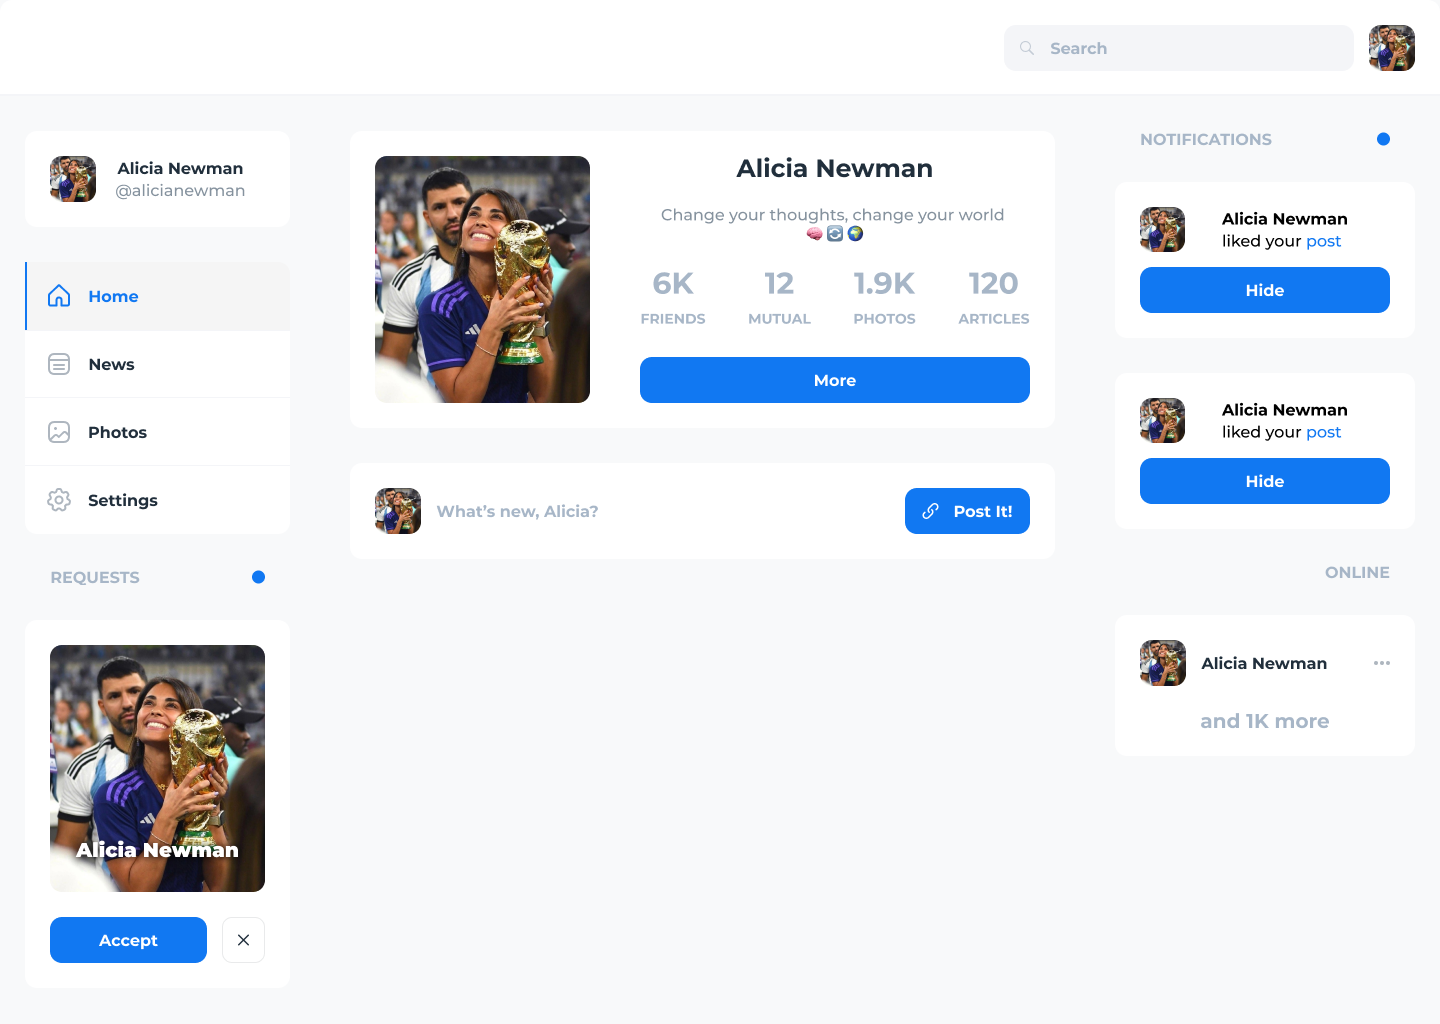 Search
Alicia Newman
@alicianewman
Home
News
Photos
Settings
REQUESTS
Alicia Newman
Accept
Alicia Newman
Change your thoughts, change your world
🧠 🔄 🌍
6K
12
1.9K
120
FRIENDS
MUTUAL
PHOTOS
ARTICLES
More
What’s new, Alicia?
Post It!
NOTIFICATIONS
Alicia Newman
liked your post
Hide
Alicia Newman
liked your post
Hide
ONLINE
Alicia Newman
and 1K more